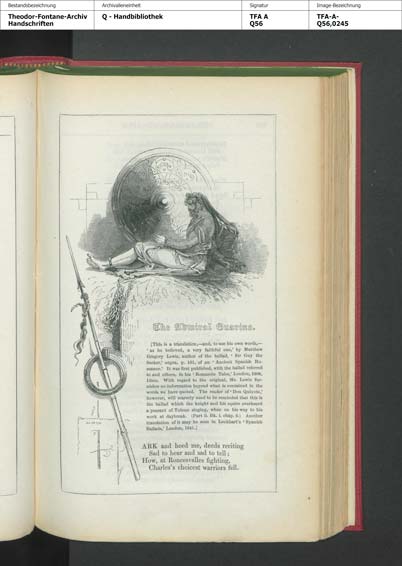 Bestandsbezeichnung
Theodor-Fontane-Archiv
Handschriften
Archivalieneinheit
Q - Handbibliothek
Signatur
TFA A
Q56
Image-Bezeichnung
TFA-A-
Q56,0245
The Admiral Guarino.
[This is a translation,—and, to use his own words,—
'as he believed, a very faithful one,' by Matthew
Gregory Lewis, author of the ballad, 'Sir Guy the
Seeker,' supra, p. 161, of an 'Ancient Spanish Ro-
mance.' It was first published, with the ballad referred
to and others, in his 'Romantic Tales,' London, 1808,
12mo. With regard to the original, Mr. Lewis fur-
nishes no information beyond what is contained in the
words we have quoted. The reader of 'Don Quixote,'
however, will scarcely need to be reminded that this is
the ballad which the knight and his squire overheard
a peasant of Toboso singing, while on his way to his
work at daybreak. (Part ii. Bk. i. chap. 9.) Another
translation of it may be seen in Lockhart's 'Spanish
Ballads,' London, 1841.]
ARK and heed me, deeds reciting
Sad to hear and sad to tell;
How, at Roncesvalles fighting,
Charles's choicest warriors fell.